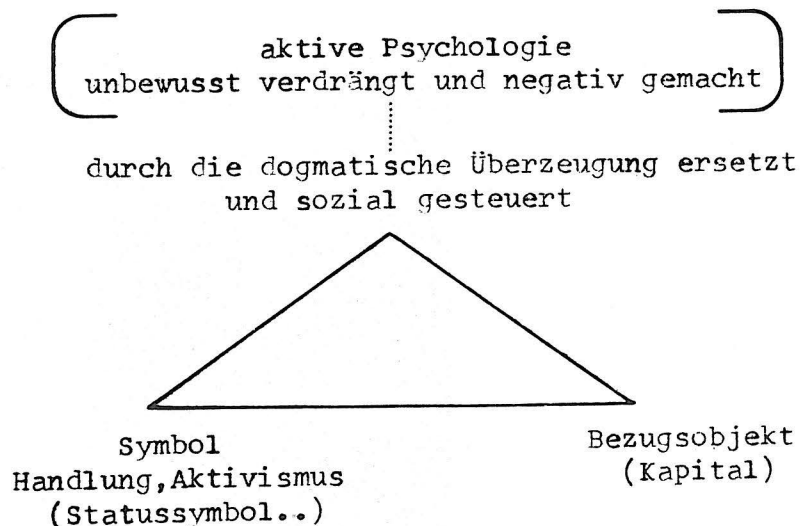 aktive Psychologie
unbewusst verdrängt und negativ gemacht
durch die dogmatische Überzeugung ersetzt
und sozial gesteuert
Symbol
Handlung,Aktivismus
(Statussymbol..)
Bezugsobjekt
(Kapital)